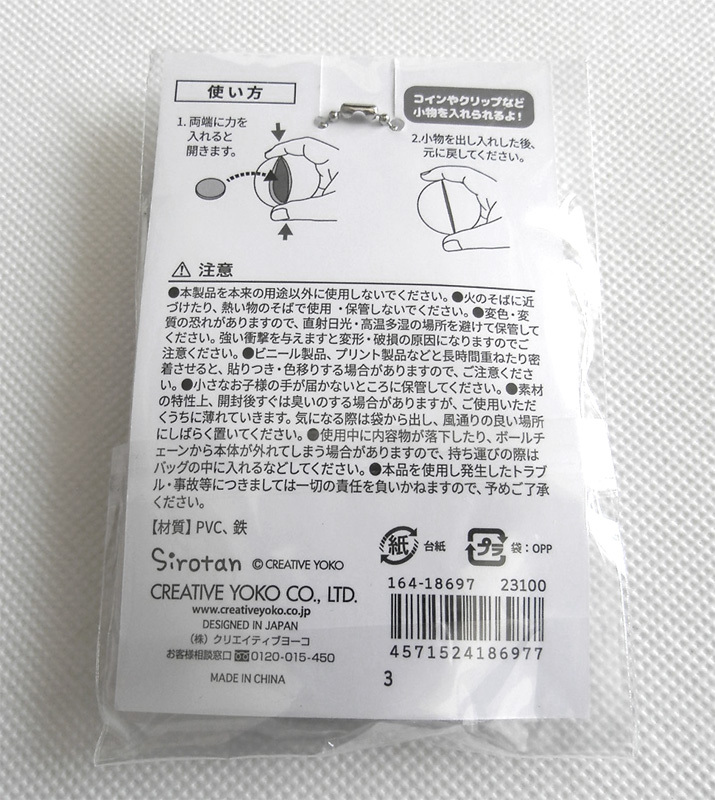 使い方
コインやクリップなど
小物を入れられるよ!
1. 両端に力を
入れると
開きます。
2.小物を出し入れした後、
元に戻してください。
注意
●本製品を本来の用途以外に使用しないでください。●火のそばに近
づけたり、熱い物のそばで使用・保管しないでください。●変色・変
質の恐れがありますので、直射日光・高温多湿の場所を避けて保管して
ください。強い衝撃を与えますと変形・破損の原因になりますのでご
注意ください。●ビニール製品、プリント製品などと長時間重ねたり密
着させると、貼りつき・色移りする場合がありますので、ご注意くださ
い。●小さなお子様の手が届かないところに保管してください。●素材
の特性上、開封後すぐは臭いのする場合がありますが、ご使用いただ
くうちに薄れていきます。気になる際は袋から出し、風通りの良い場所
にしばらく置いてください。●使用中に内容物が落下したり、ボールチ
ェーンから本体が外れてしまう場合がありますので、持ち運びの際は
バッグの中に入れるなどしてください。●本品を使用し発生したトラブ
ル・事故等につきましては一切の責任を負いかねますので、予めご了承
ください。
【材質】PVC、鉄
紙 台紙 プラ 袋:OPP
Sirotan © CREATIVE YOKO
CREATIVE YOKO CO., LTD.
www.creativeyoko.co.jp
DESIGNED IN JAPAN
(株) クリエイティブヨーコ
お客様相談窓口 0120-015-450
MADE IN CHINA
164-18697 23100
4571524186977
3